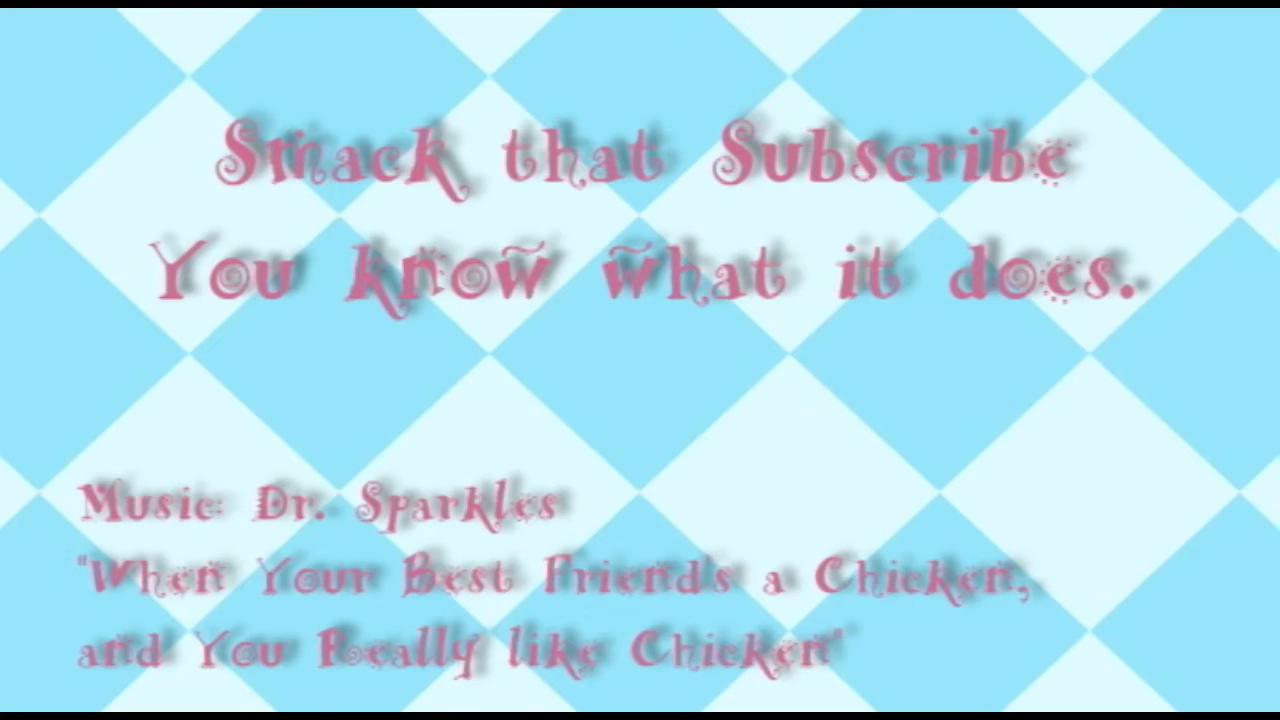 Smack that Subscribe
You know what it does.
Music: Dr. Sparkles
"When Your Best Friend's a Chicken,
and You Really like Chicken"